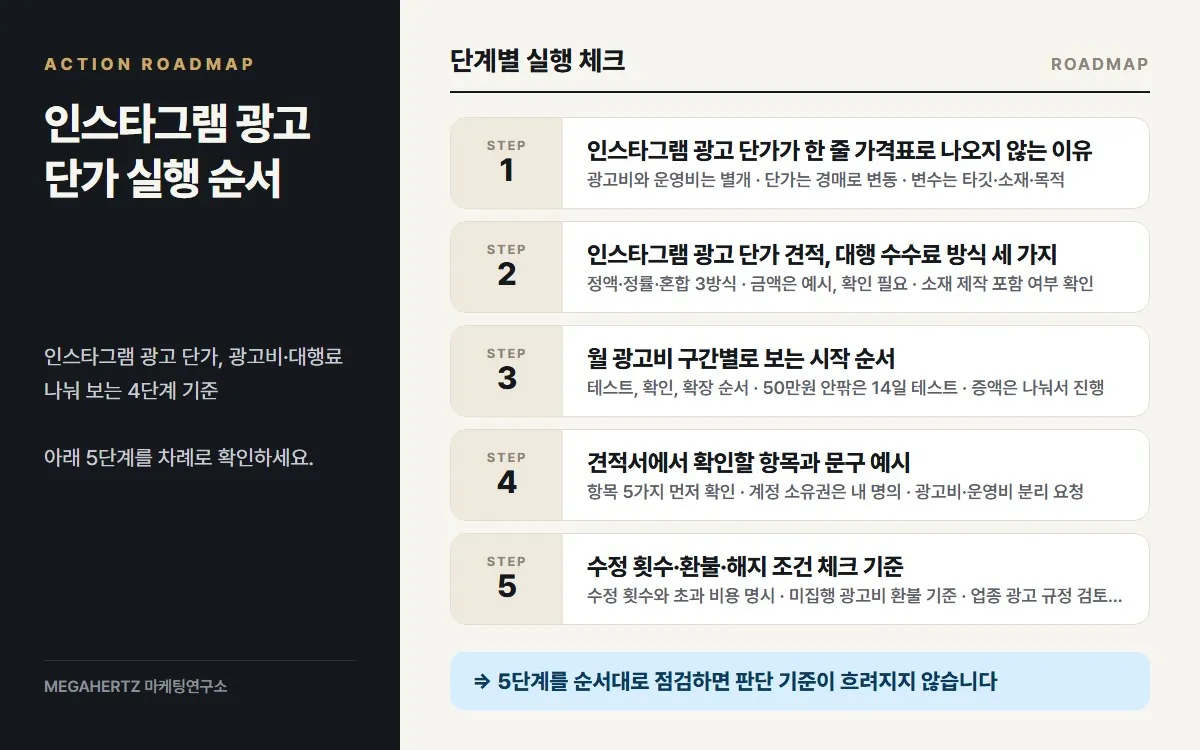 ACTION ROADMAP
인스타그램 광고
단가 실행 순서
인스타그램 광고 단가, 광고비·대행료
나눠 보는 4단계 기준
아래 5단계를 차례로 확인하세요.
MEGAHERTZ 마케팅연구소
단계별 실행 체크
ROADMAP
STEP
1
인스타그램 광고 단가가 한 줄 가격표로 나오지 않는 이유
광고비와 운영비는 별개 · 단가는 경매로 변동 · 변수는 타깃·소재·목적
STEP
2
인스타그램 광고 단가 견적, 대행 수수료 방식 세 가지
정액·정률·혼합 3방식 · 금액은 예시, 확인 필요 · 소재 제작 포함 여부 확인
STEP
3
월 광고비 구간별로 보는 시작 순서
테스트, 확인, 확장 순서 · 50만원 안팎은 14일 테스트 · 증액은 나눠서 진행
STEP
4
견적서에서 확인할 항목과 문구 예시
항목 5가지 먼저 확인 · 계정 소유권은 내 명의 · 광고비·운영비 분리 요청
STEP
5
수정 횟수·환불·해지 조건 체크 기준
수정 횟수와 초과 비용 명시 · 미집행 광고비 환불 기준 · 업종 광고 규정 검토...
→ 5단계를 순서대로 점검하면 판단 기준이 흐려지지 않습니다